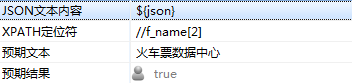 JSON文本内容 ${json}
XPATH定位符 //f_name[2]
预期文本 火车票数据中心
预期结果 true